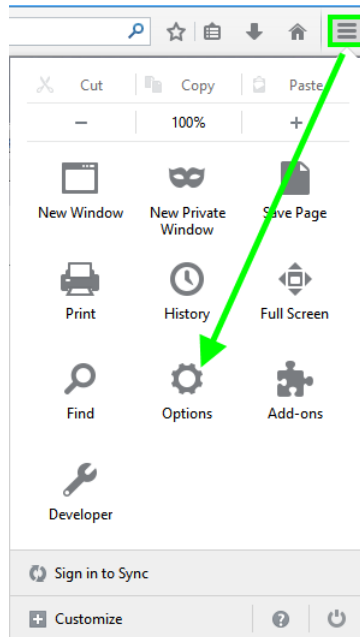 Cut Copy Paste
− 100% +
New Window New Private Window Save Page
Print History Full Screen
Find Options Add-ons
Developer
Sign in to Sync
Customize